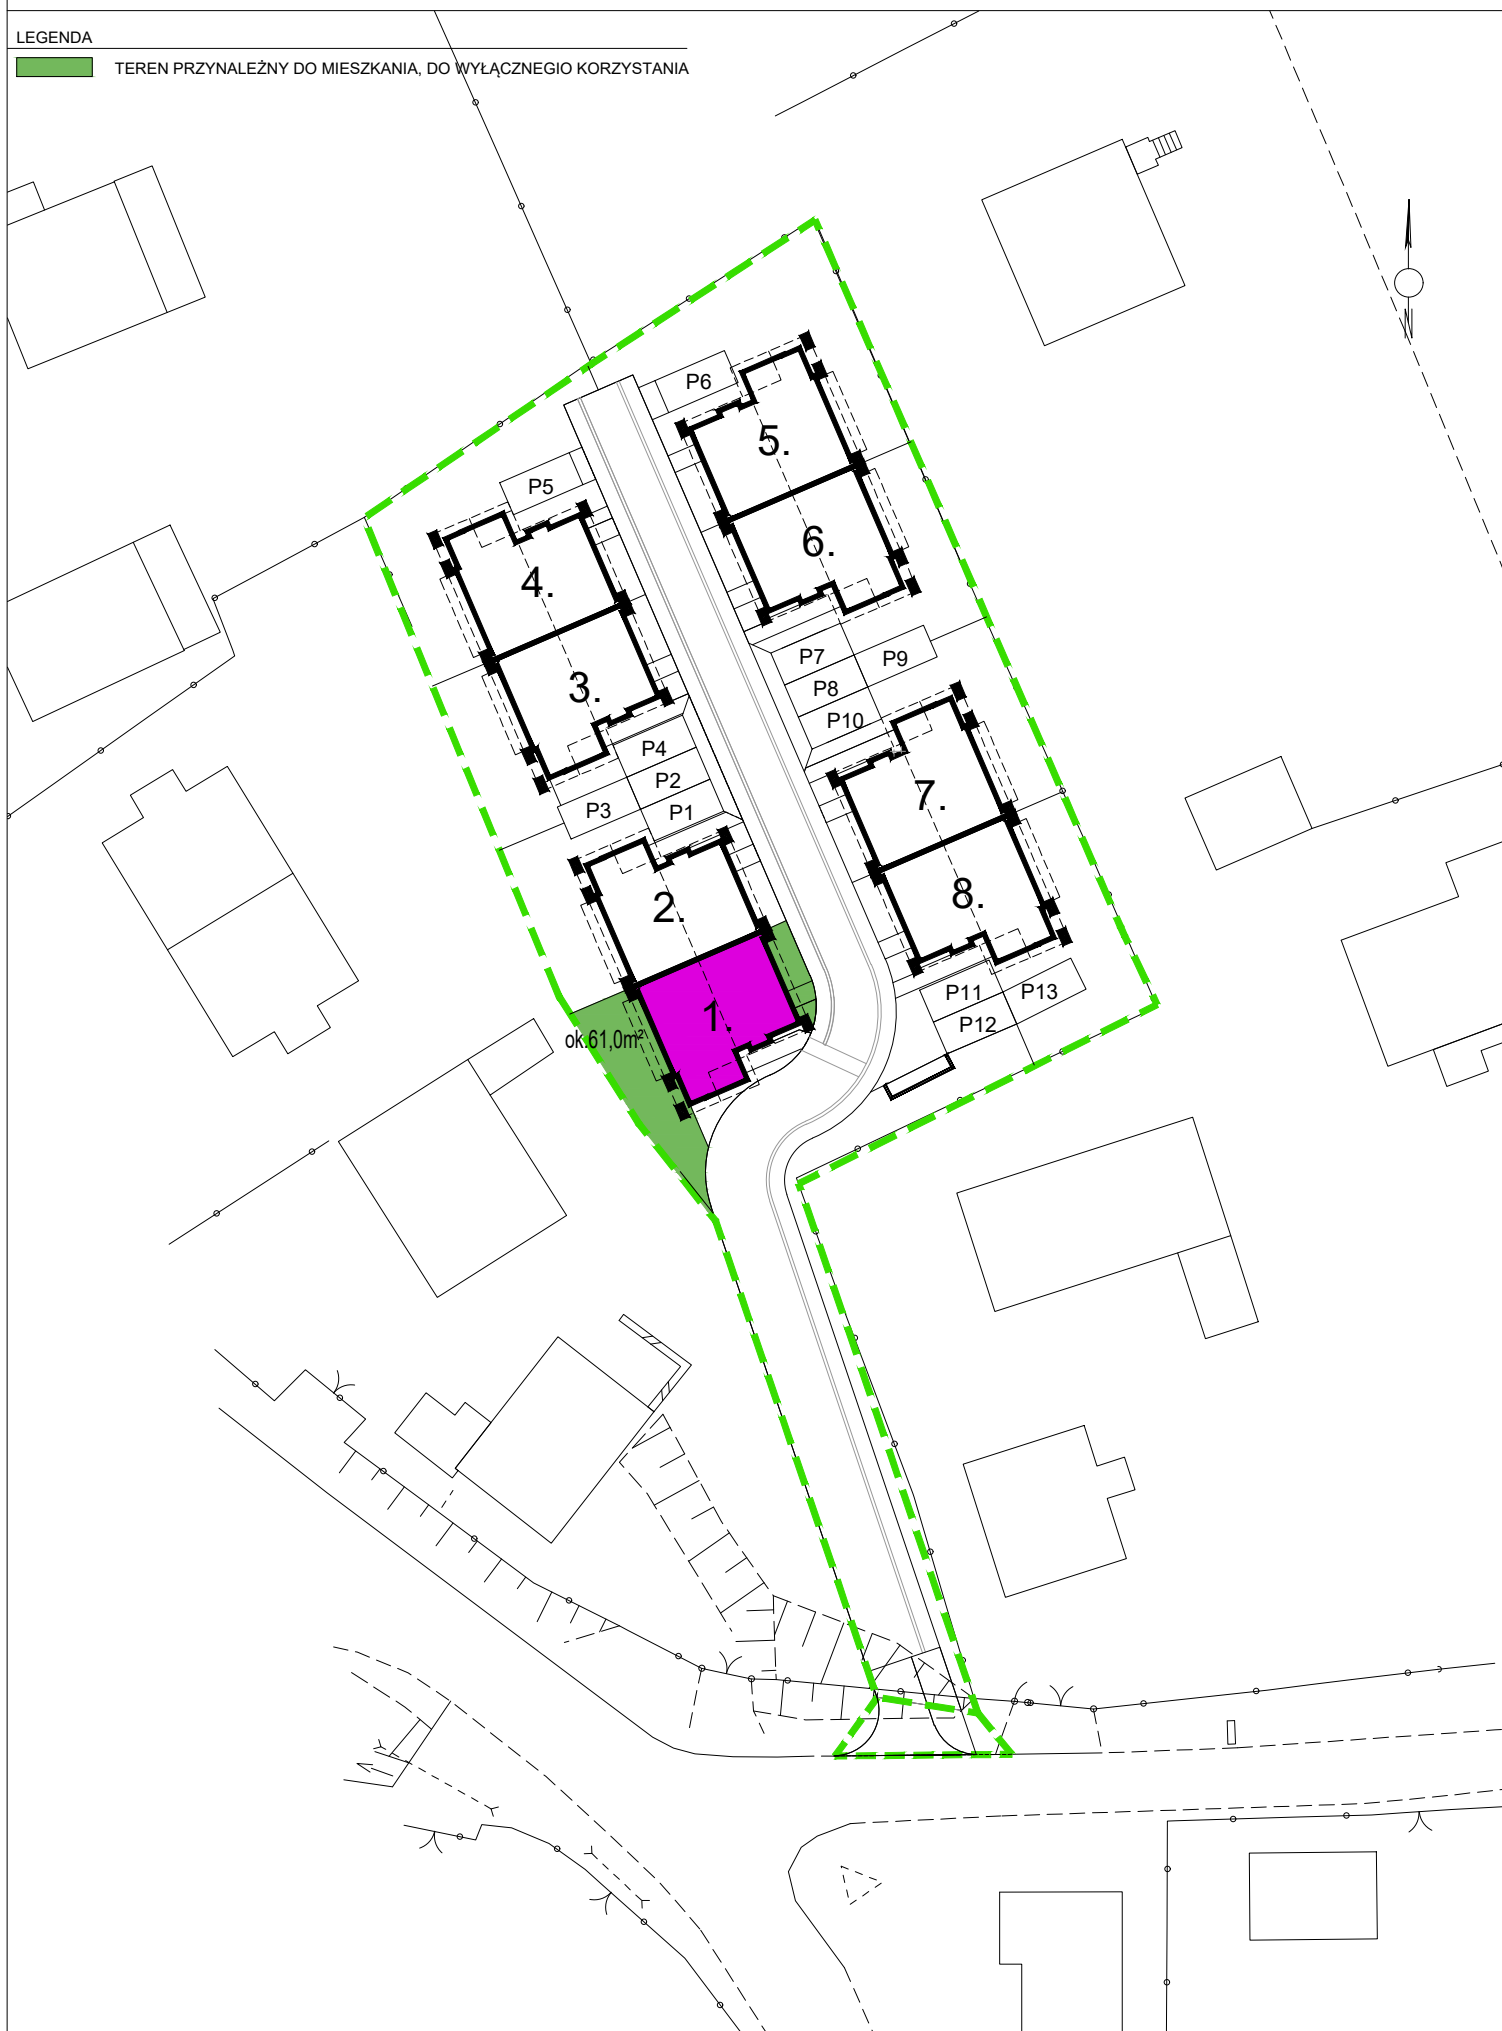 LEGENDA
TEREN PRZYNALEŻNY DO MIESZKANIA, DO WYŁĄCZNEGIO KORZYSTANIA
N
P6
5.
P5
6.
4.
P7
P9
3.
P8
P10
P4
P2
P3
P1
7.
2.
8.
P11
P13
1.
P12
ok.61,0m²